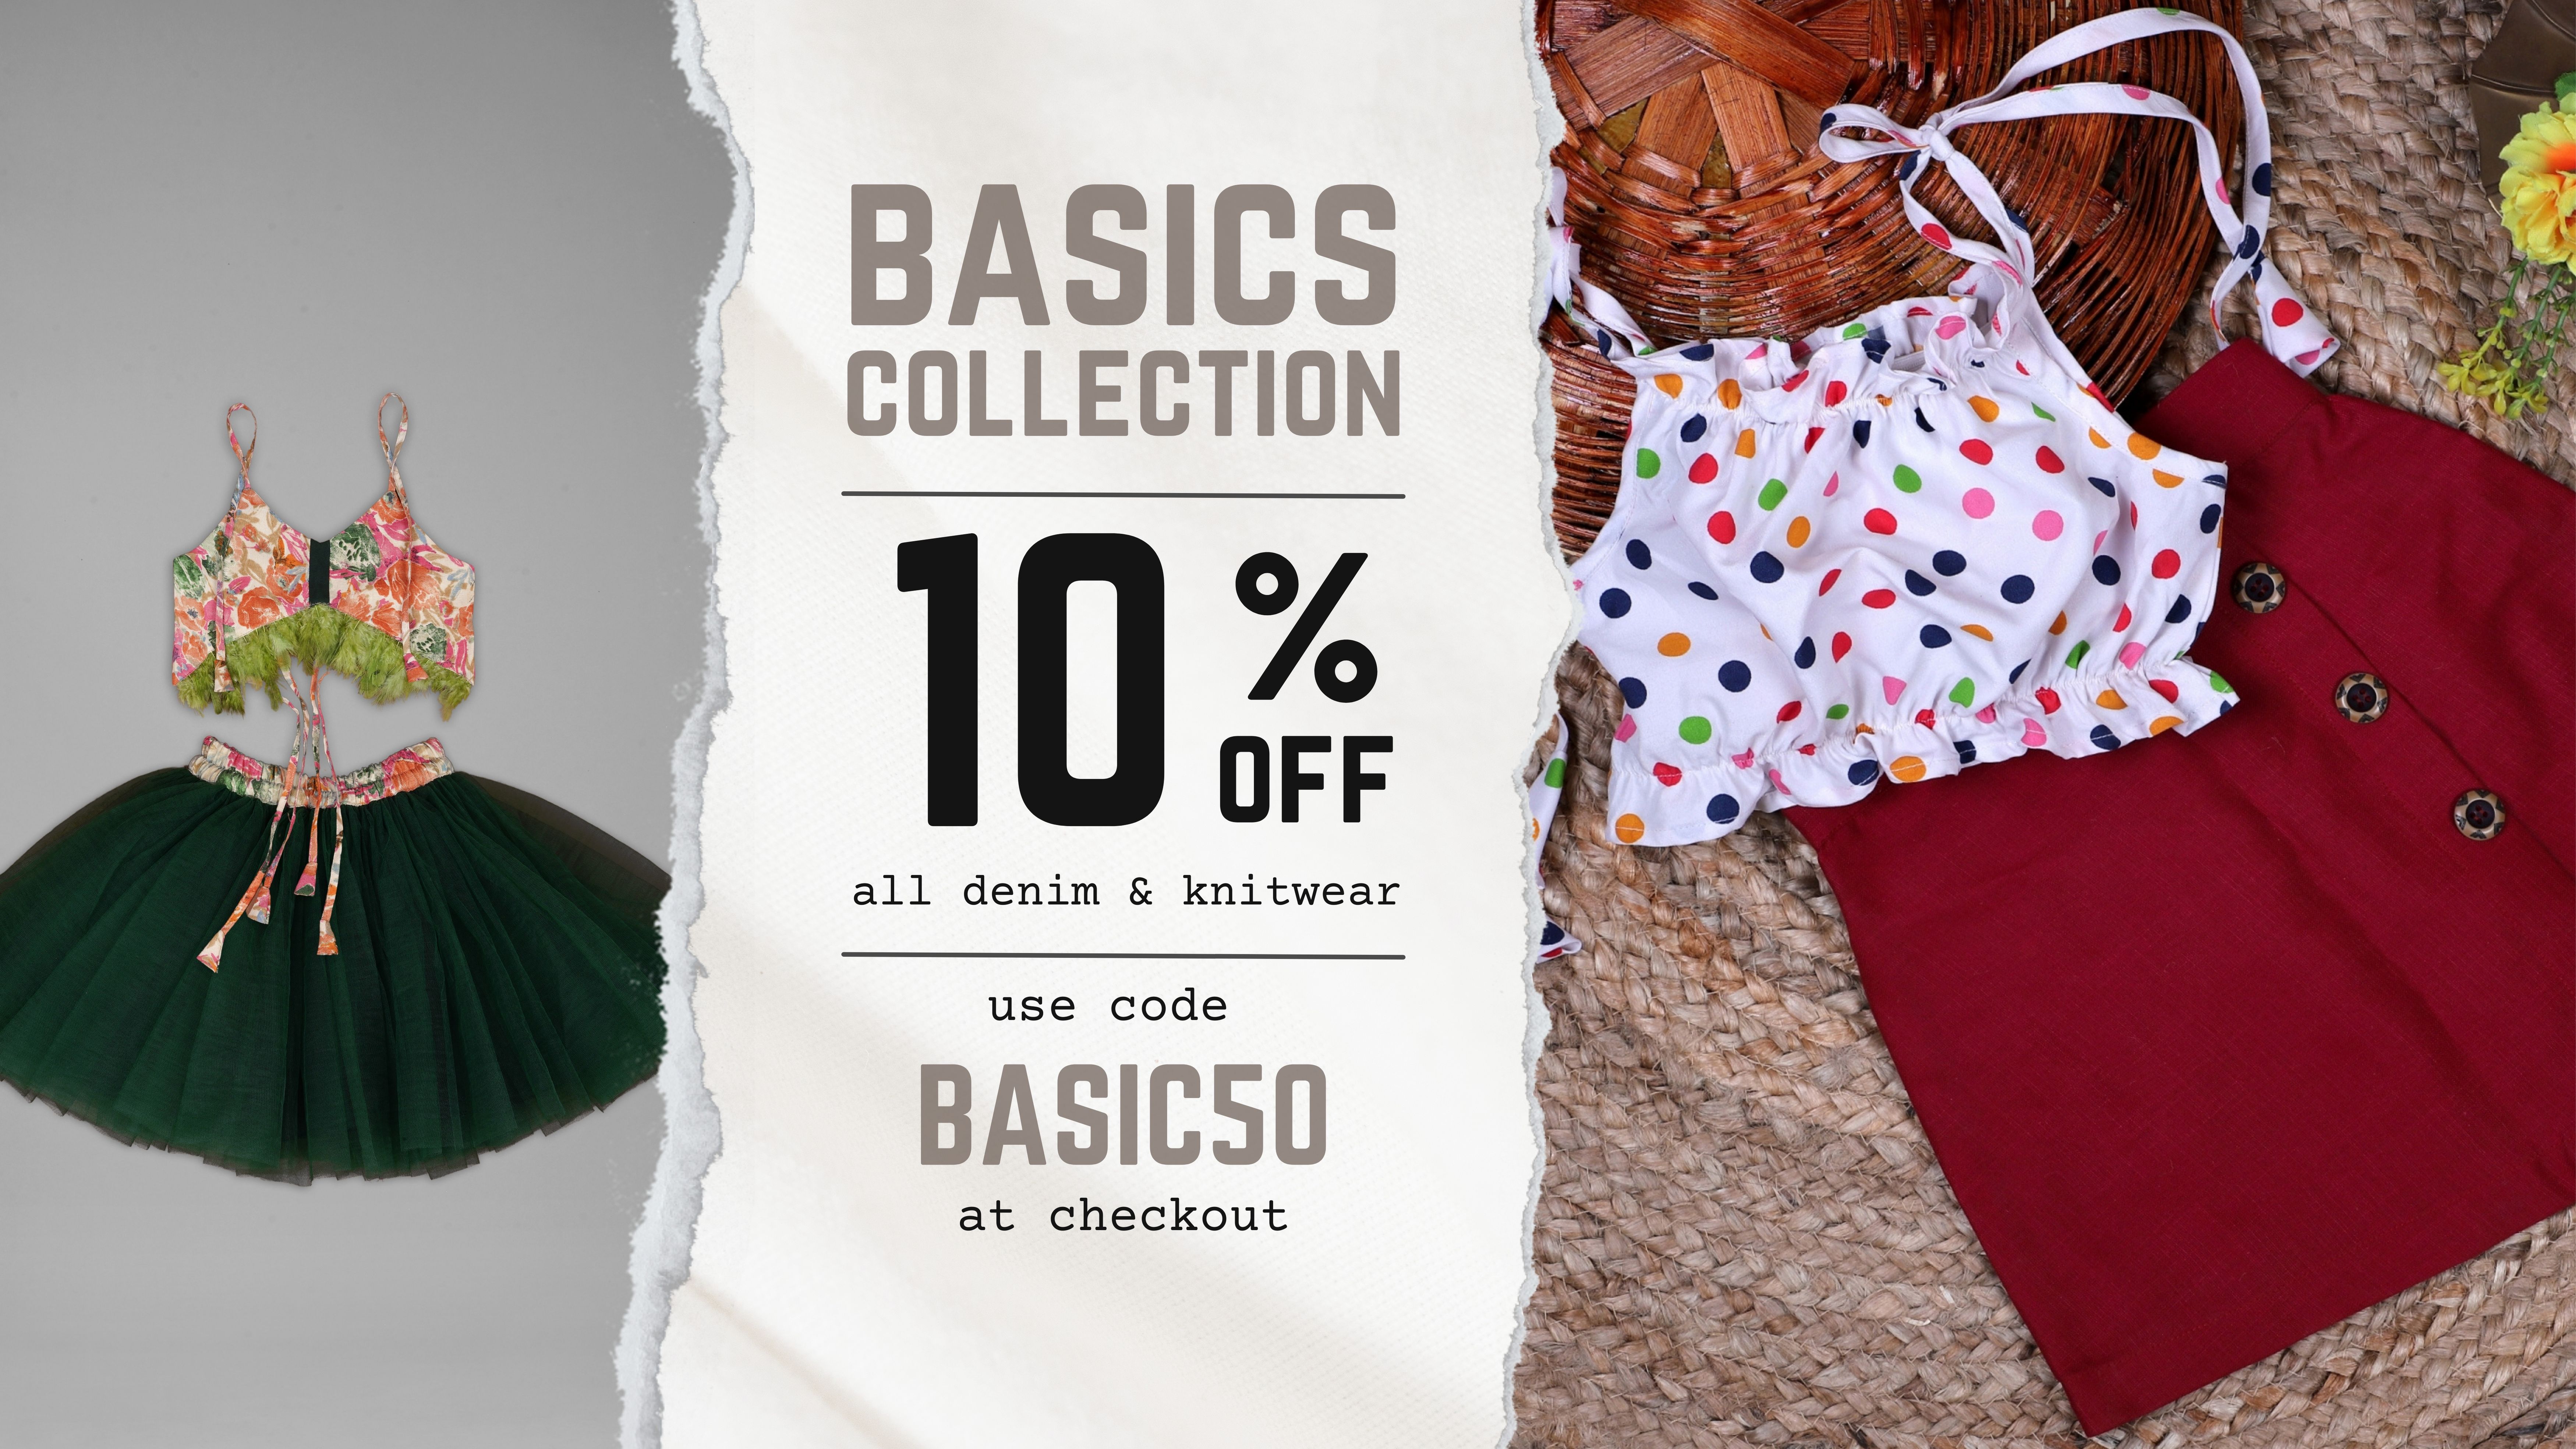 BASICS
COLLECTION
10 % OFF
all denim & knitwear
use code
BASIC50
at checkout